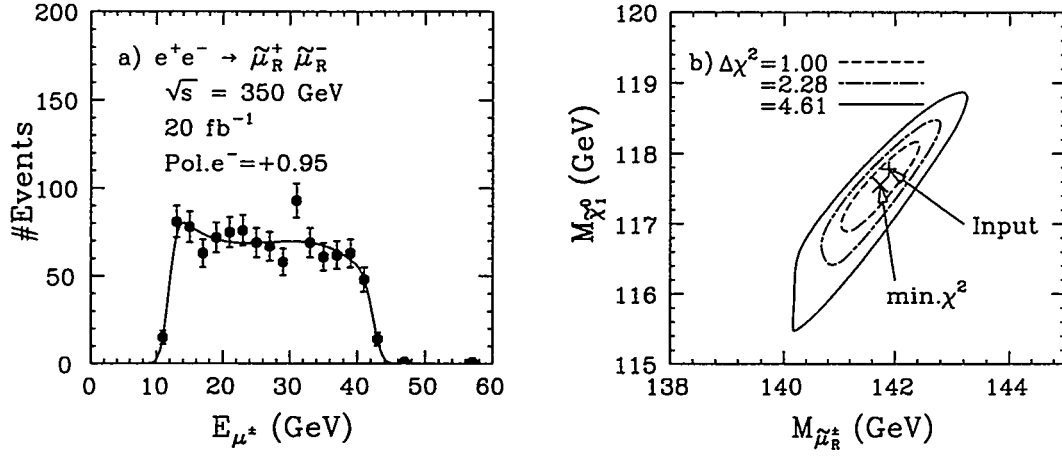 200
150
100
50
0
#Events
a) e⁺e⁻ → μ̃_R⁺ μ̃_R⁻
√s = 350 GeV
20 fb⁻¹
Pol.e⁻=+0.95
0 10 20 30 40 50 60
E_μ± (GeV)
120
119
118
117
116
115
M_χ̃₁⁰ (GeV)
b) Δχ²=1.00
=2.28
=4.61
Input
min.χ²
138 140 142 144
M_μ̃_R± (GeV)